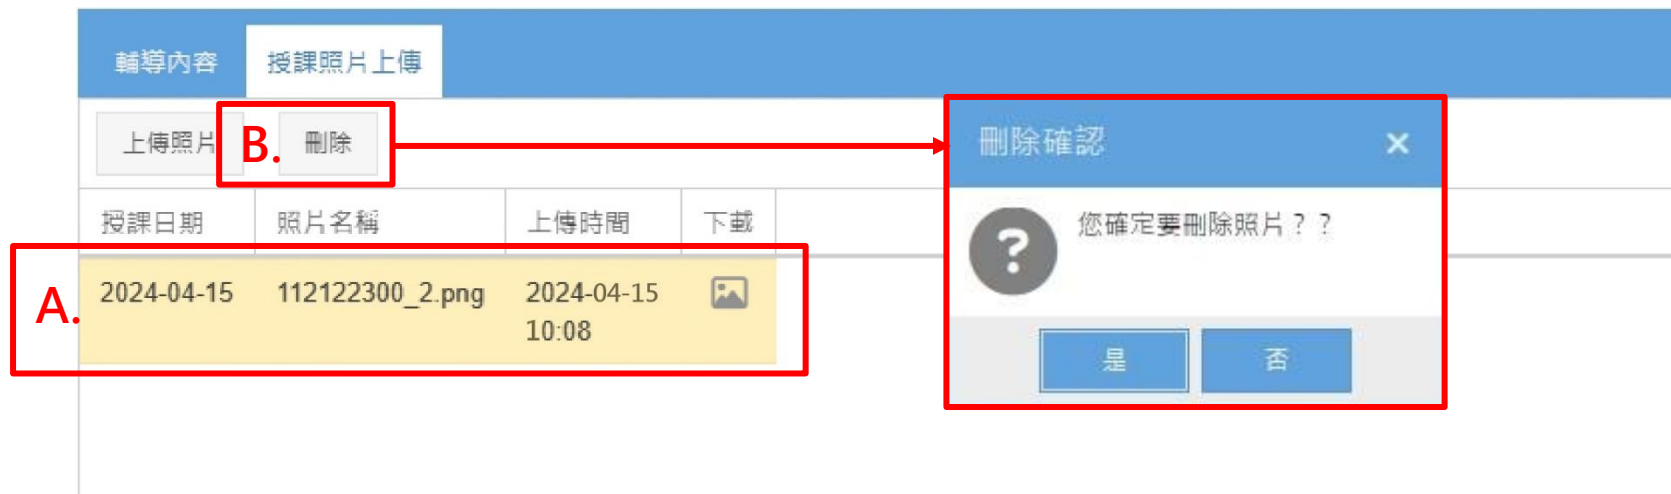 輔導內容 授課照片上傳
上傳照片 B. 刪除
刪除確認 ×
授課日期 照片名稱 上傳時間 下載
您確定要刪除照片？？
A. 2024-04-15 112122300_2.png 2024-04-15
10:08
是 否